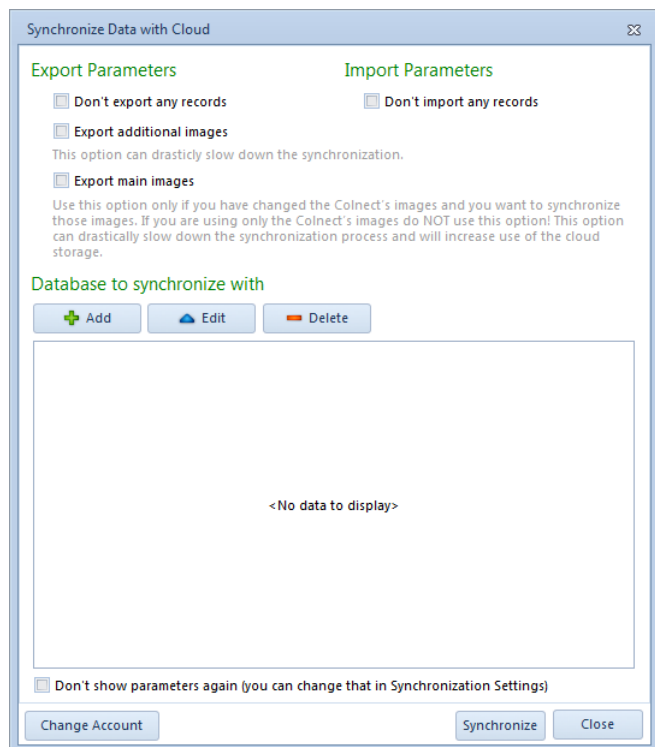 Synchronize Data with Cloud
Export Parameters
Import Parameters
Don't export any records
Don't import any records
Export additional images
This option can drasticly slow down the synchronization.
Export main images
Use this option only if you have changed the Colnect's images and you want to synchronize
those images. If you are using only the Colnect's images do NOT use this option! This option
can drastically slow down the synchronization process and will increase use of the cloud
storage.
Database to synchronize with
Add
Edit
Delete
<No data to display>
Don't show parameters again (you can change that in Synchronization Settings)
Change Account
Synchronize
Close